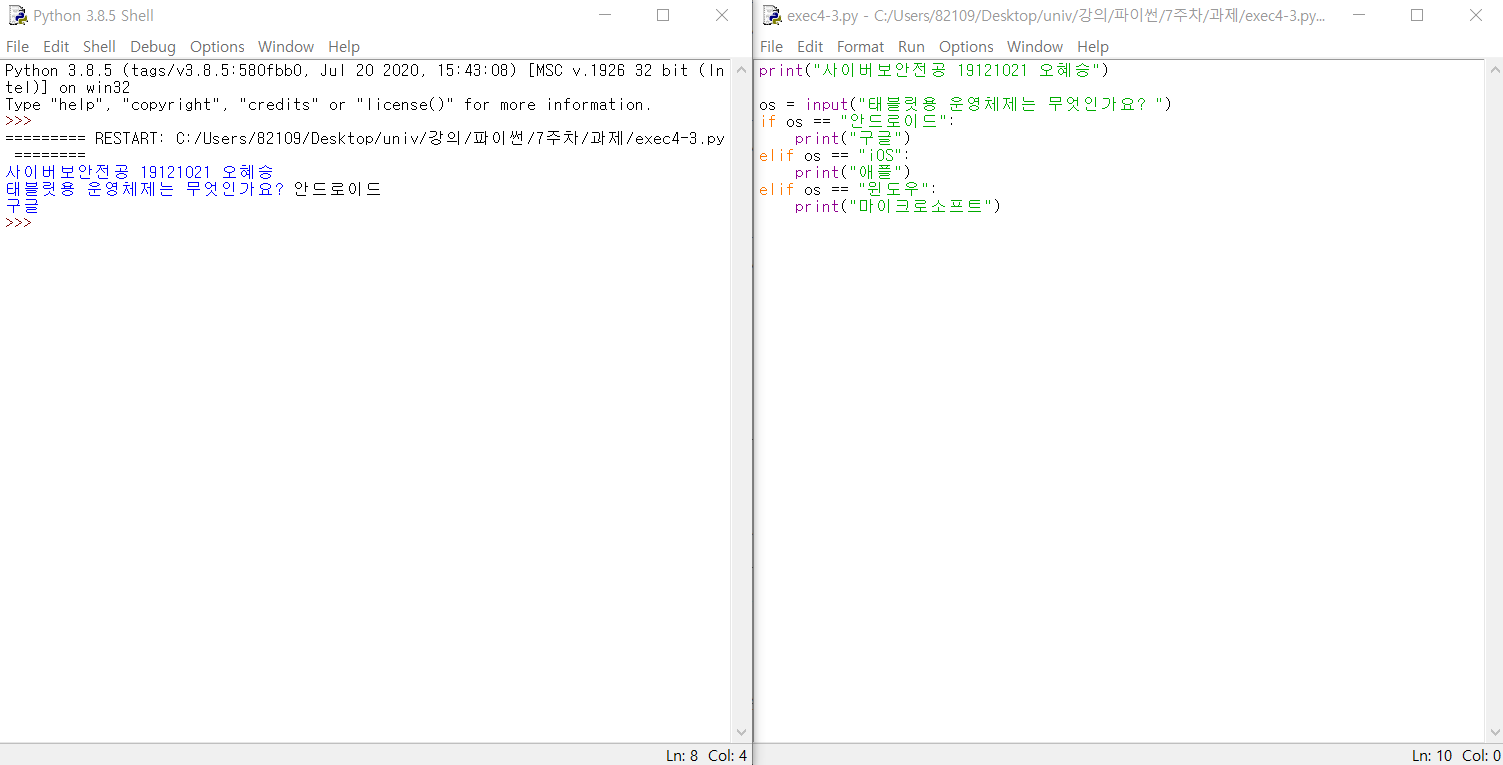 Python 3.8.5 Shell
File Edit Shell Debug Options Window Help
Python 3.8.5 (tags/v3.8.5:580fbb0, Jul 20 2020, 15:43:08) [MSC v.1926 32 bit (In
tel)] on win32
Type "help", "copyright", "credits" or "license()" for more information.
>>>
========= RESTART: C:/Users/82109/Desktop/univ/강의/파이썬/7주차/과제/exec4-3.py
========
사이버보안전공 19121021 오혜승
태블릿용 운영체제는 무엇인가요? 안드로이드
구글
>>>
Ln: 8 Col: 4
exec4-3.py - C:/Users/82109/Desktop/univ/강의/파이썬/7주차/과제/exec4-3.py...
File Edit Format Run Options Window Help
print("사이버보안전공 19121021 오혜승")
os = input("태블릿용 운영체제는 무엇인가요? ")
if os == "안드로이드":
    print("구글")
elif os == "iOS":
    print("애플")
elif os == "윈도우":
    print("마이크로소프트")
Ln: 10 Col: 0